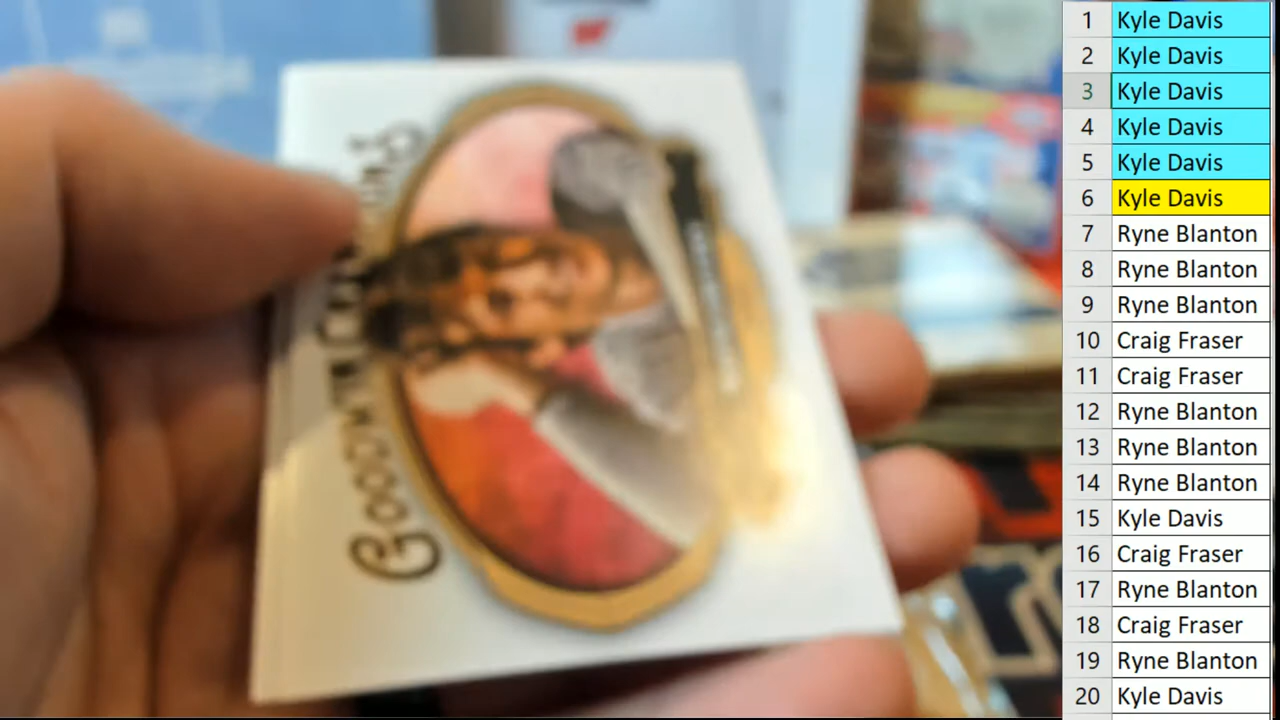 1 Kyle Davis
2 Kyle Davis
3 Kyle Davis
4 Kyle Davis
5 Kyle Davis
6 Kyle Davis
7 Ryne Blanton
8 Ryne Blanton
9 Ryne Blanton
10 Craig Fraser
11 Craig Fraser
12 Ryne Blanton
13 Ryne Blanton
14 Ryne Blanton
15 Kyle Davis
16 Craig Fraser
17 Ryne Blanton
18 Craig Fraser
19 Ryne Blanton
20 Kyle Davis